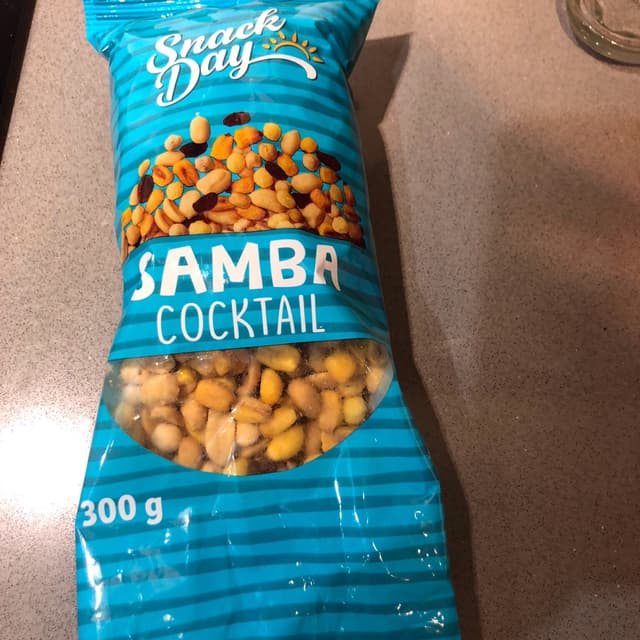 Snack
Day
SAMBA
COCKTAIL
300 g